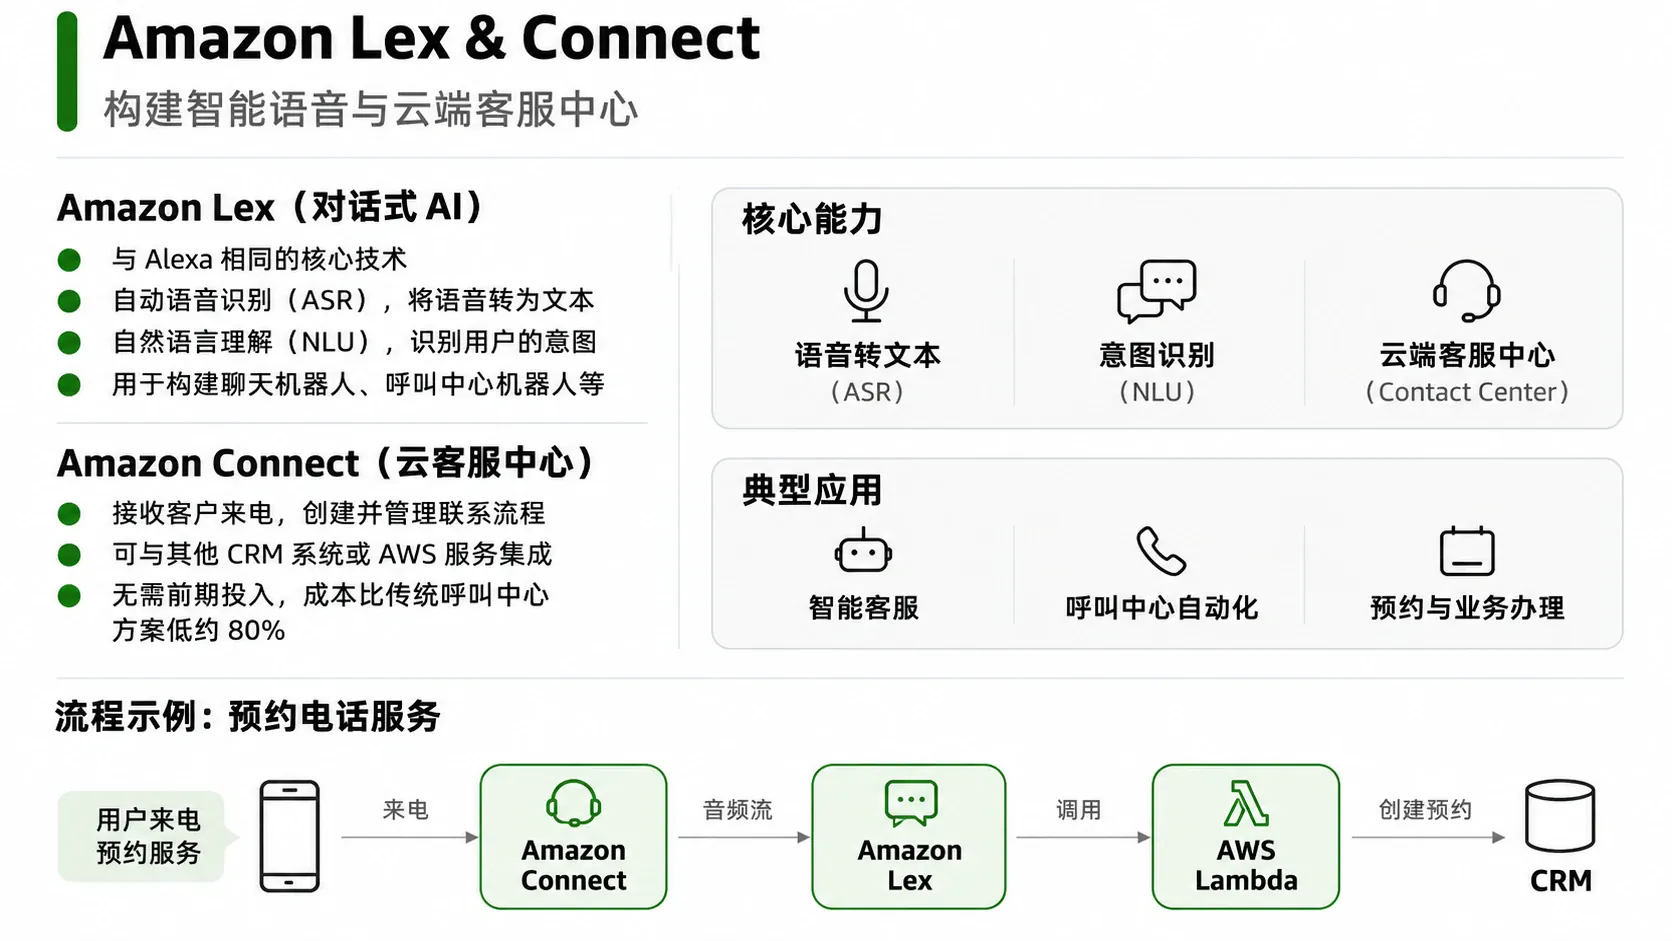 Amazon Lex & Connect
构建智能语音与云端客服中心
Amazon Lex（对话式 AI）
与 Alexa 相同的核心技术
自动语音识别（ASR），将语音转为文本
自然语言理解（NLU），识别用户的意图
用于构建聊天机器人、呼叫中心机器人等
Amazon Connect（云客服中心）
接收客户来电，创建并管理联系流程
可与其他 CRM 系统或 AWS 服务集成
无需前期投入，成本比传统呼叫中心
方案低约 80%
核心能力
语音转文本
（ASR）
意图识别
（NLU）
云端客服中心
（Contact Center）
典型应用
智能客服
呼叫中心自动化
预约与业务办理
流程示例：预约电话服务
用户来电
预约服务
来电
Amazon
Connect
音频流
Amazon
Lex
调用
AWS
Lambda
创建预约
CRM